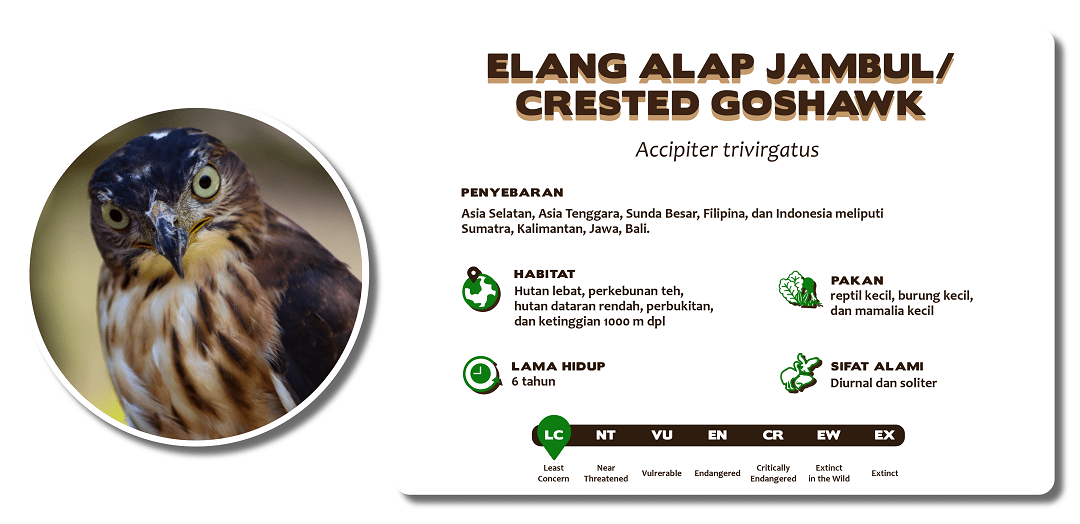 ELANG ALAP JAMBUL/
CRESTED GOSHAWK
Accipiter trivirgatus
PENYEBARAN
Asia Selatan, Asia Tenggara, Sunda Besar, Filipina, dan Indonesia meliputi
Sumatra, Kalimantan, Jawa, Bali.
HABITAT
Hutan lebat, perkebunan teh,
hutan dataran rendah, perbukitan,
dan ketinggian 1000 m dpl
PAKAN
reptil kecil, burung kecil,
dan mamalia kecil
LAMA HIDUP
6 tahun
SIFAT ALAMI
Diurnal dan soliter
LC NT VU EN CR EW EX
Least Concern
Near Threatened
Vulrerable
Endangered
Critically Endangered
Extinct in the Wild
Extinct